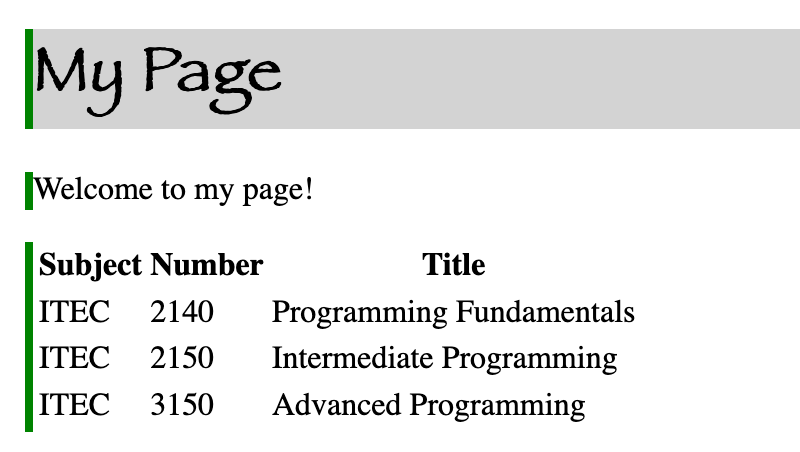 My Page
Welcome to my page!
Subject Number Title
ITEC 2140 Programming Fundamentals
ITEC 2150 Intermediate Programming
ITEC 3150 Advanced Programming